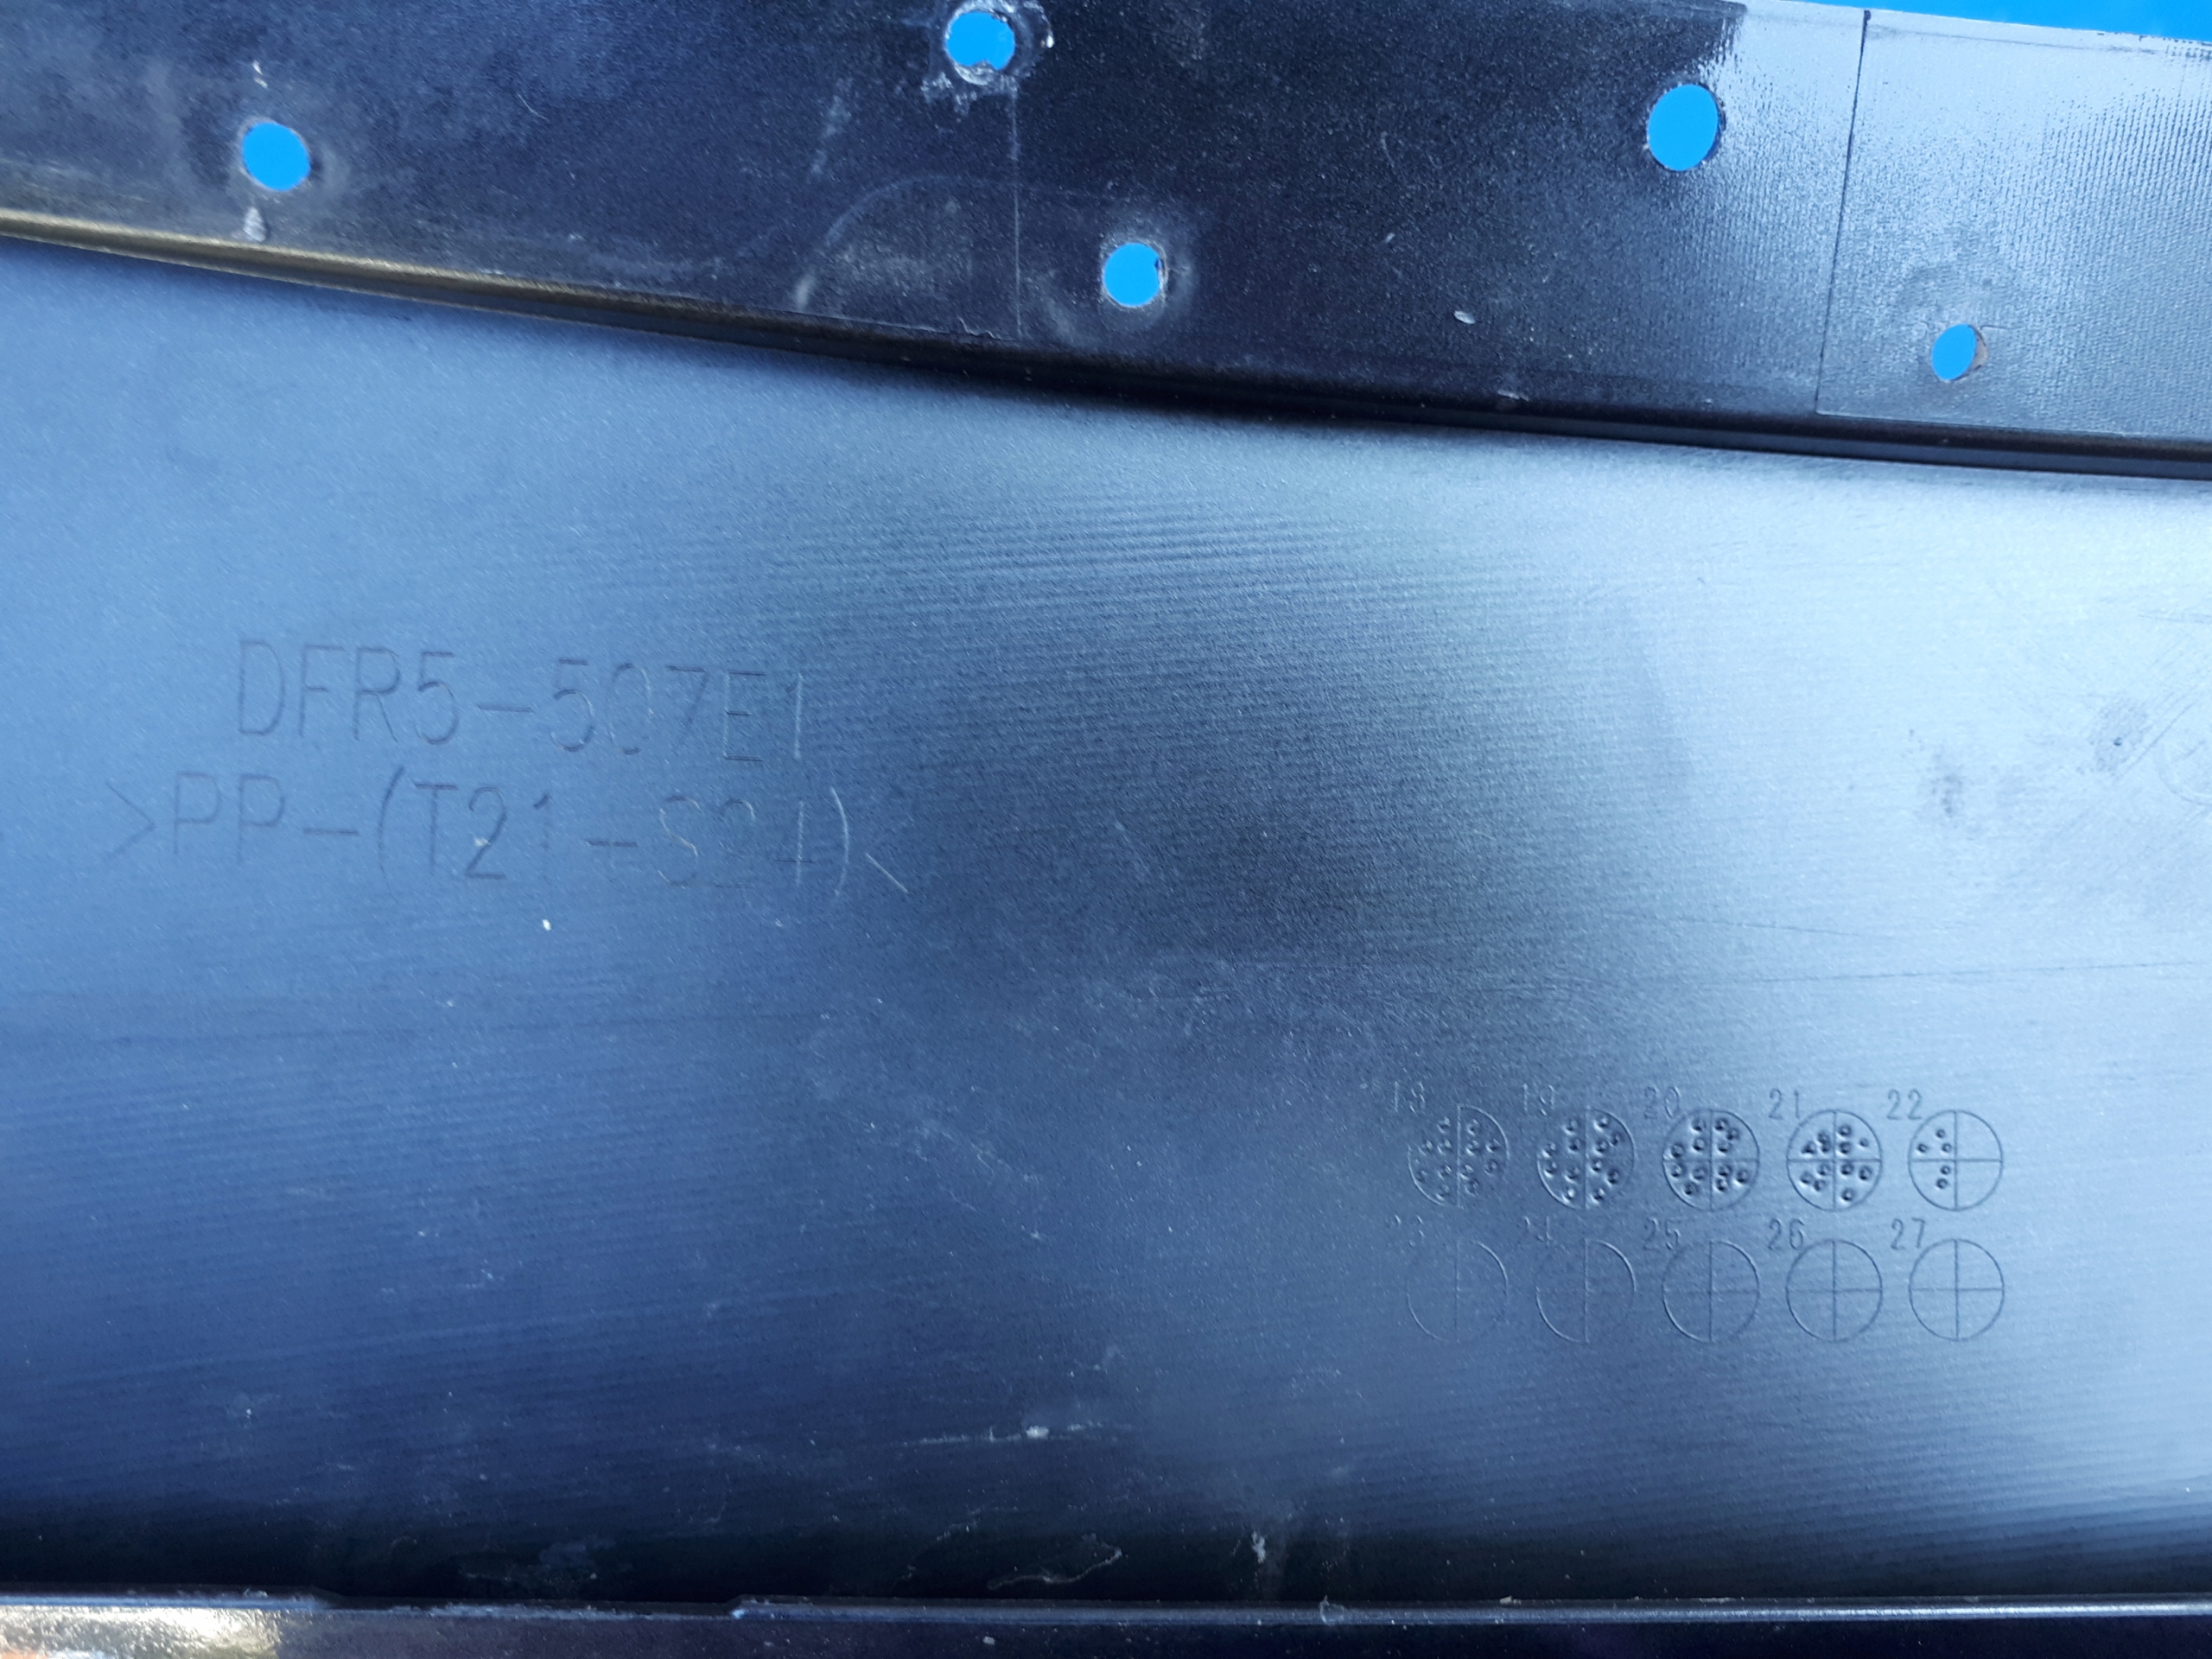 DFR5-507E1
>PP-(T21+S24)<
18 19 20 21 22
23 24 25 26 27